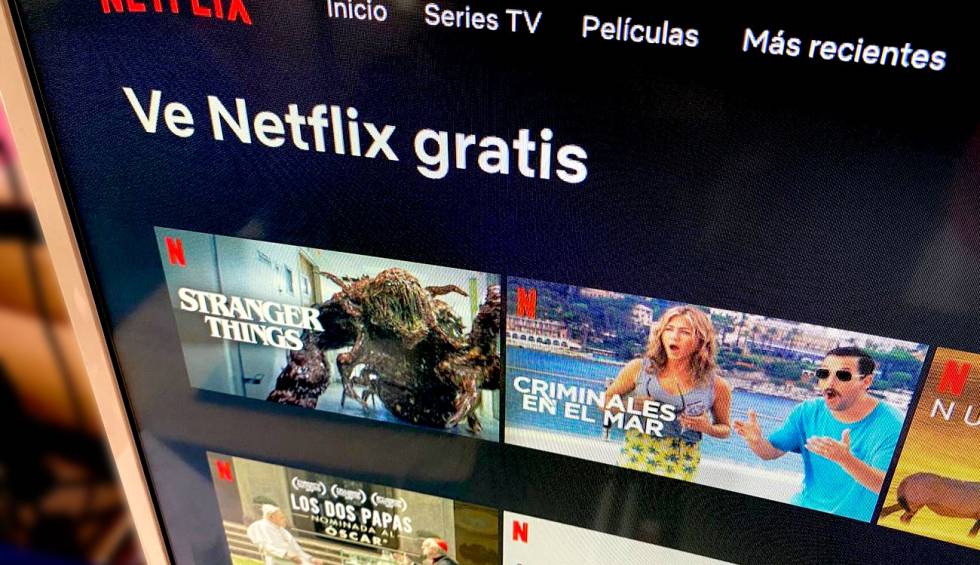 NETFLIX
Inicio Series TV Películas Más recientes
Ve Netflix gratis
N
STRANGER
THINGS
N
CRIMINALES
EN EL MAR
N
NU
N
LOS DOS PAPAS
NOMINADA AL
ÓSCAR
N